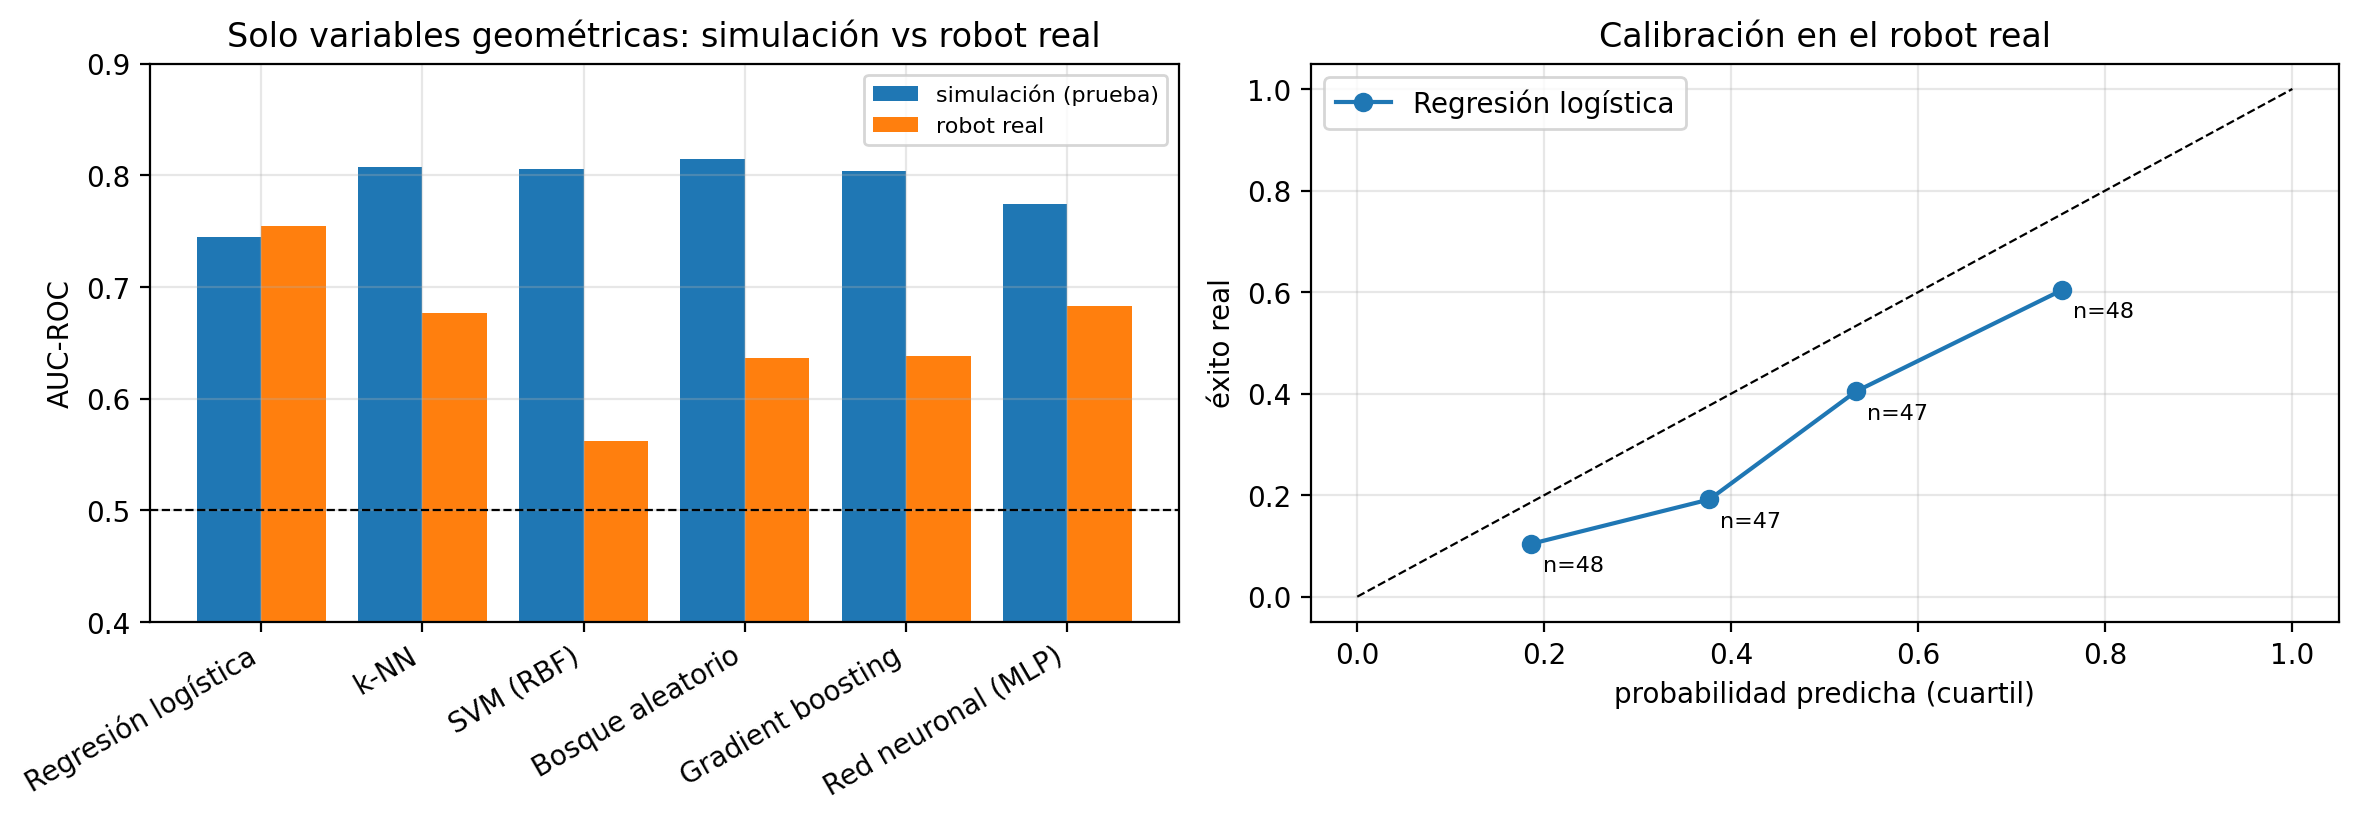 Solo variables geométricas: simulación vs robot real
AUC-ROC
0.9
0.8
0.7
0.6
0.5
0.4
simulación (prueba)
robot real
Regresión logística
k-NN
SVM (RBF)
Bosque aleatorio
Gradient boosting
Red neuronal (MLP)
Calibración en el robot real
éxito real
1.0
0.8
0.6
0.4
0.2
0.0
Regresión logística
n=48
n=47
n=47
n=48
0.0
0.2
0.4
0.6
0.8
1.0
probabilidad predicha (cuartil)